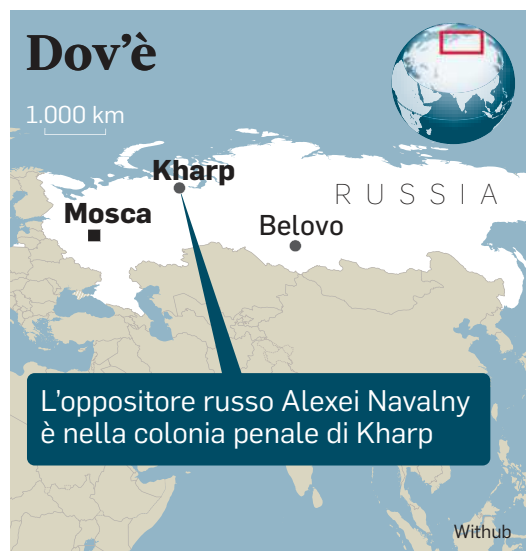 Dov'è
1.000 km
Kharp
RUSSIA
Mosca
Belovo
L'oppositore russo Alexei Navalny
è nella colonia penale di Kharp
Withub